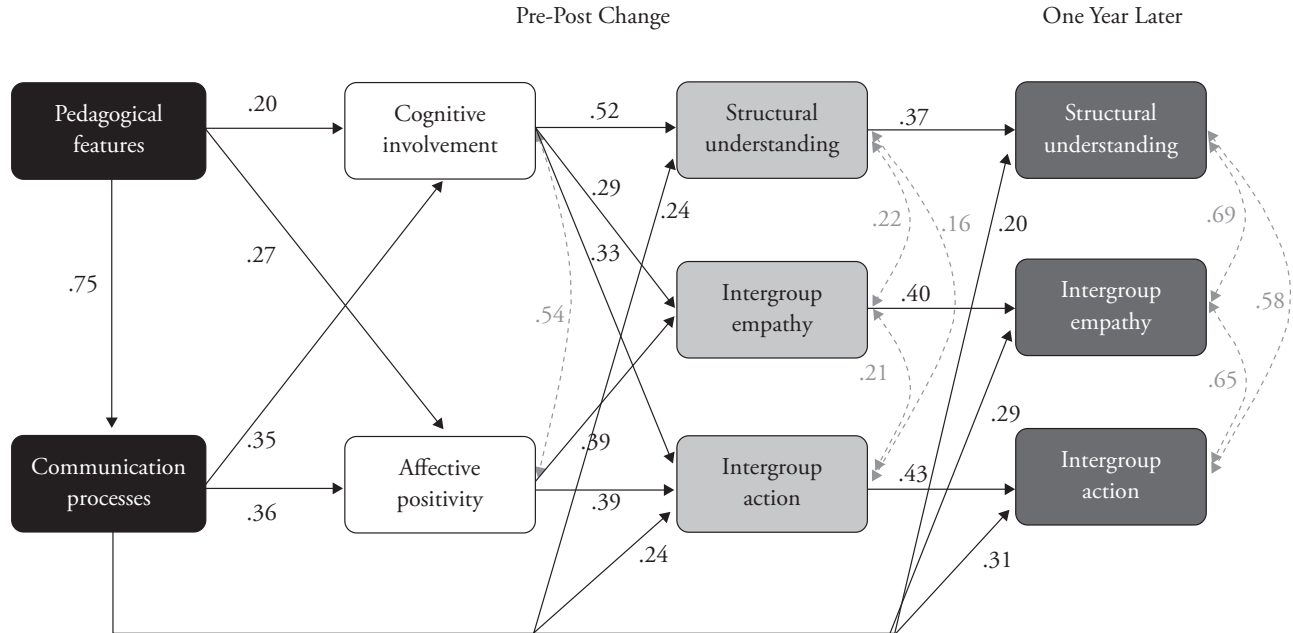 Pre-Post Change
One Year Later
Pedagogical
features
.20
Cognitive
involvement
.52
Structural
understanding
.37
Structural
understanding
.29
.24
.22
.16
.20
.69
.75
.27
.33
.54
Intergroup
empathy
.40
Intergroup
empathy
.58
.21
.65
.35
.39
.29
Communication
processes
.36
Affective
positivity
.39
Intergroup
action
.43
Intergroup
action
.24
.31